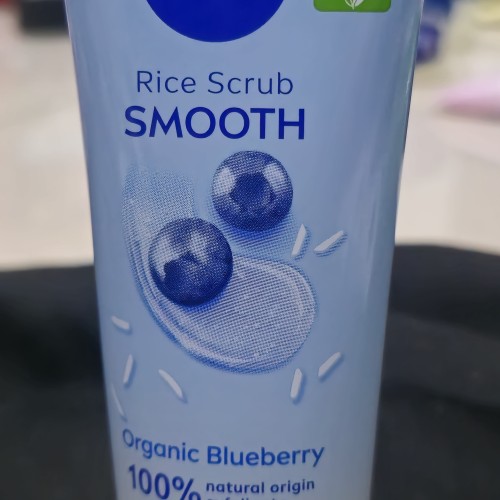 Rice Scrub
SMOOTH
Organic Blueberry
100% natural origin